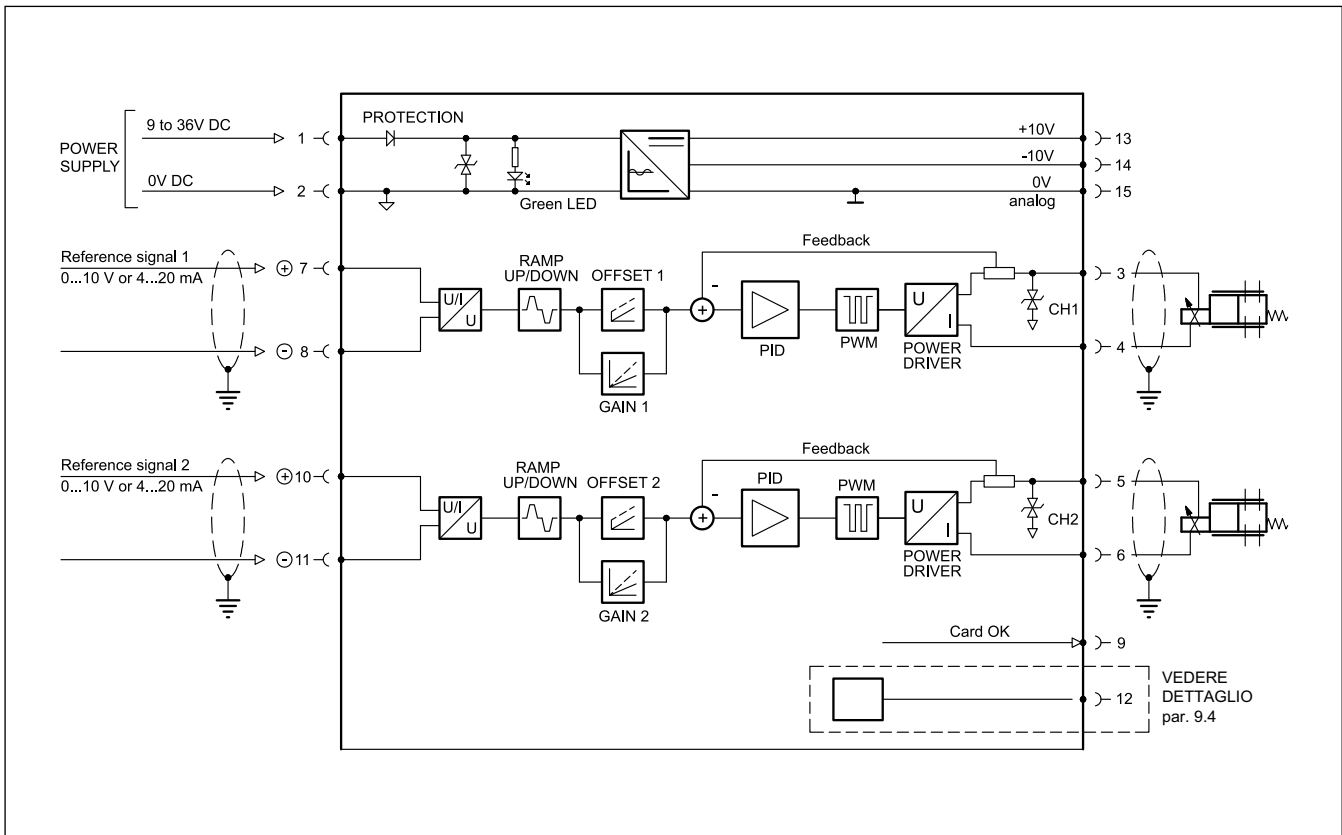 POWER
SUPPLY
9 to 36V DC
1
0V DC
2
PROTECTION
Green LED
+10V
13
-10V
14
0V
analog
15
Reference signal 1
0...10 V or 4...20 mA
+ 7
- 8
U/I
U
RAMP
UP/DOWN
OFFSET 1
GAIN 1
Feedback
+
-
PID
PWM
U
I
POWER
DRIVER
CH1
3
4
Reference signal 2
0...10 V or 4...20 mA
+ 10
- 11
U/I
U
RAMP
UP/DOWN
OFFSET 2
GAIN 2
Feedback
+
-
PID
PWM
U
I
POWER
DRIVER
CH2
5
6
Card OK
9
12
VEDERE
DETTAGLIO
par. 9.4